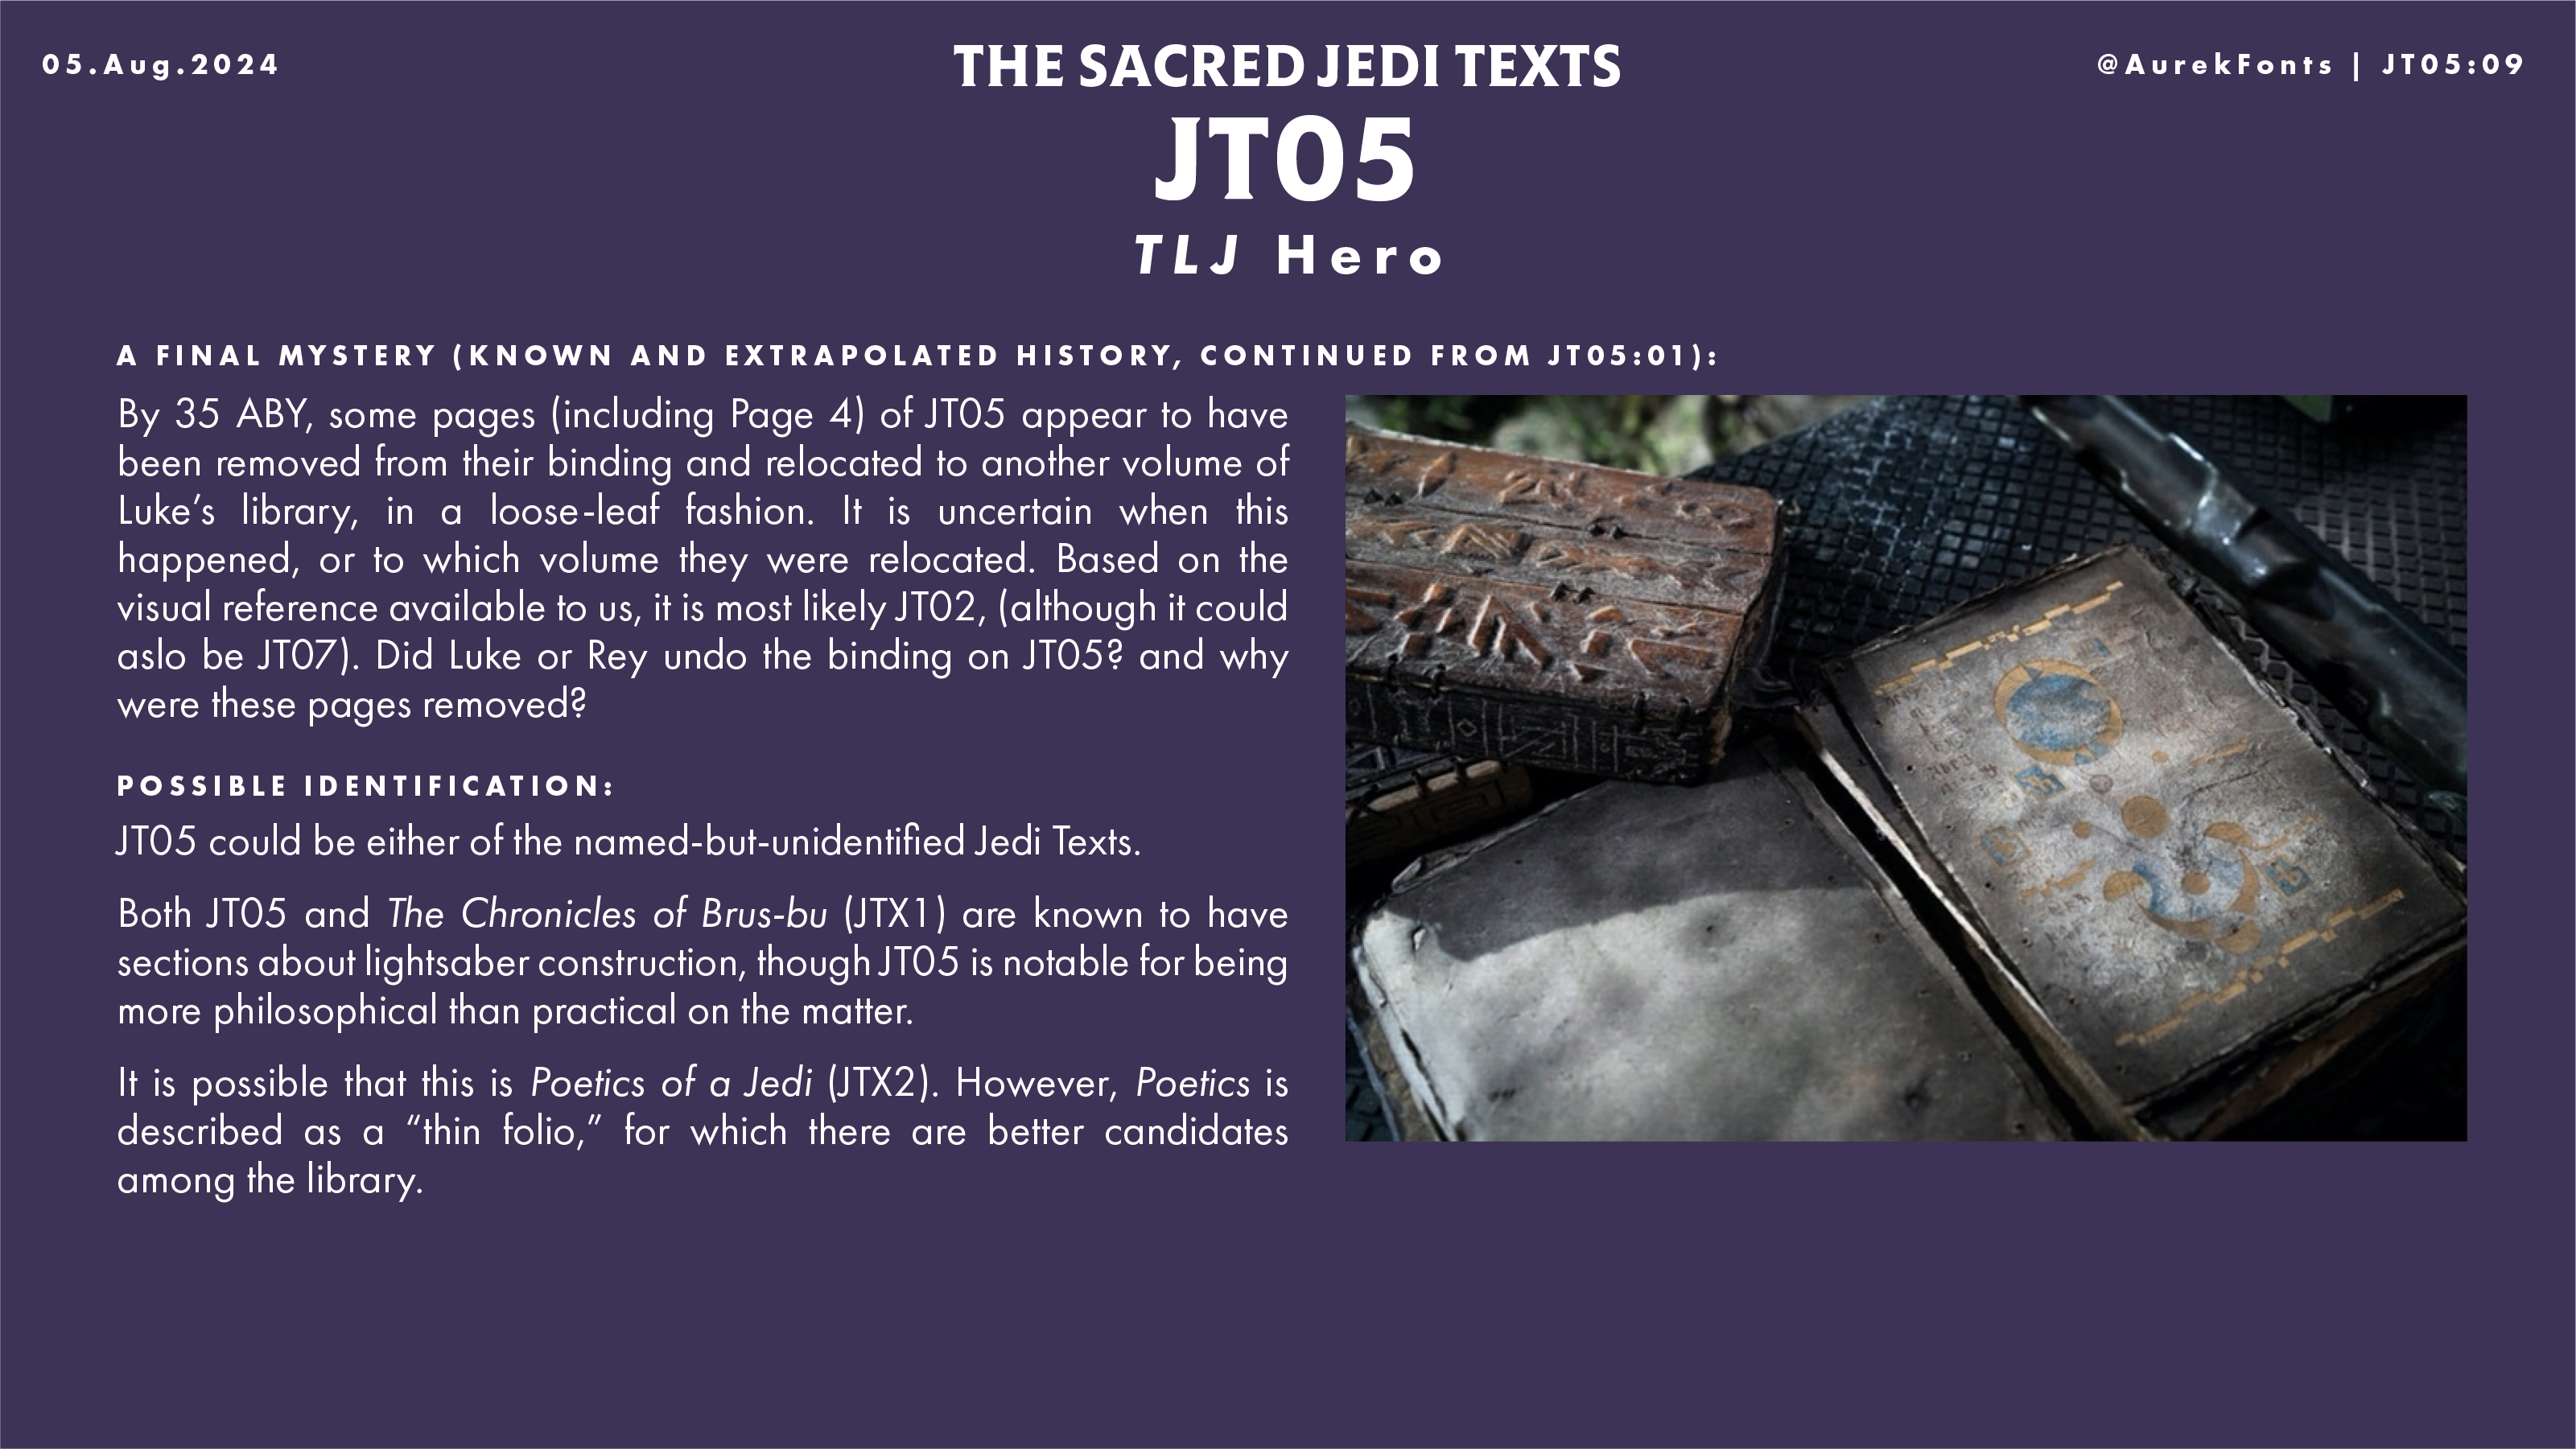 05.Aug.2024
THE SACRED JEDI TEXTS
@AurekFonts | JT05:09
JT05
TLJ Hero
A FINAL MYSTERY (KNOWN AND EXTRAPOLATED HISTORY, CONTINUED FROM JT05:01):
By 35 ABY, some pages (including Page 4) of JT05 appear to have
been removed from their binding and relocated to another volume of
Luke’s library, in a loose-leaf fashion. It is uncertain when this
happened, or to which volume they were relocated. Based on the
visual reference available to us, it is most likely JT02, (although it could
aslo be JT07). Did Luke or Rey undo the binding on JT05? and why
were these pages removed?
POSSIBLE IDENTIFICATION:
JT05 could be either of the named-but-unidentified Jedi Texts.
Both JT05 and The Chronicles of Brus-bu (JTX1) are known to have
sections about lightsaber construction, though JT05 is notable for being
more philosophical than practical on the matter.
It is possible that this is Poetics of a Jedi (JTX2). However, Poetics is
described as a “thin folio,” for which there are better candidates
among the library.